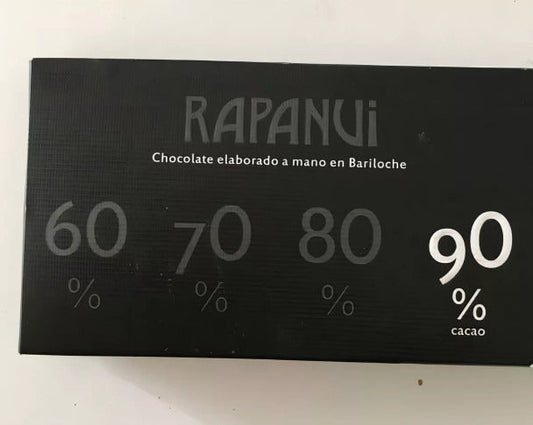 RAPANUi
Chocolate elaborado a mano en Bariloche
60 70 80 90
% % % %
cacao